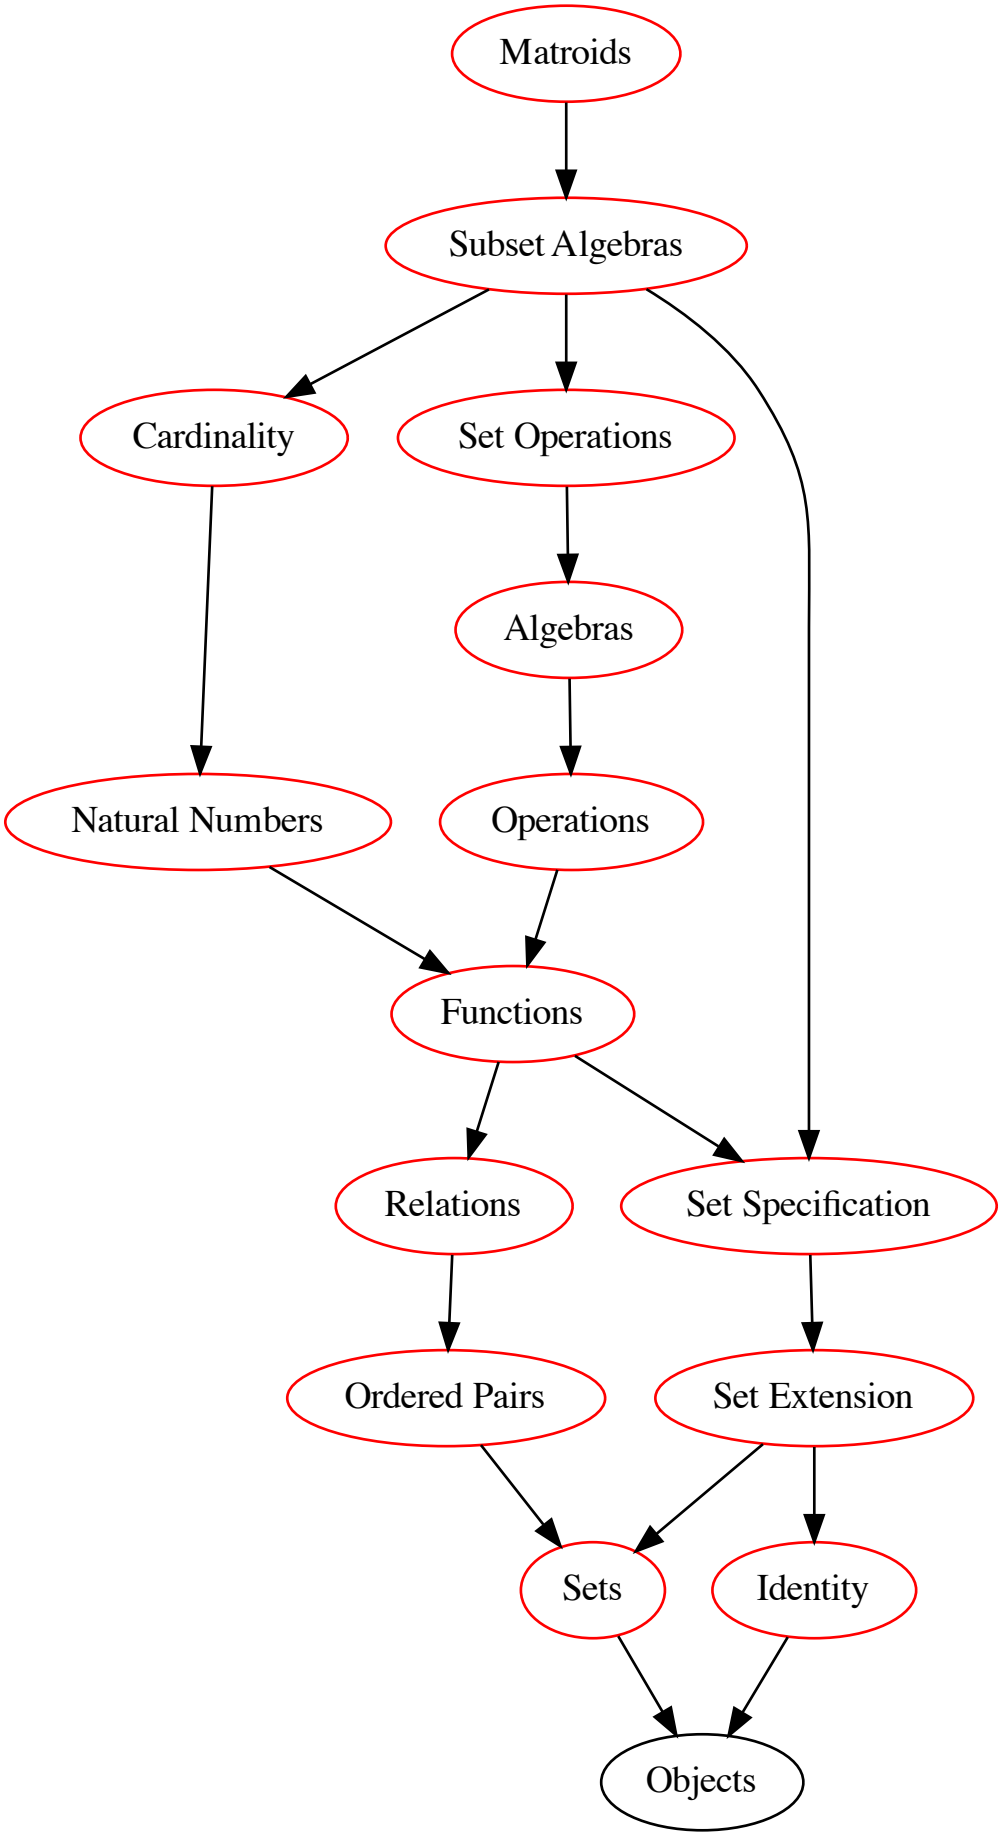 Matroids
Subset Algebras
Cardinality
Set Operations
Algebras
Natural Numbers
Operations
Functions
Relations
Set Specification
Ordered Pairs
Set Extension
Sets
Identity
Objects